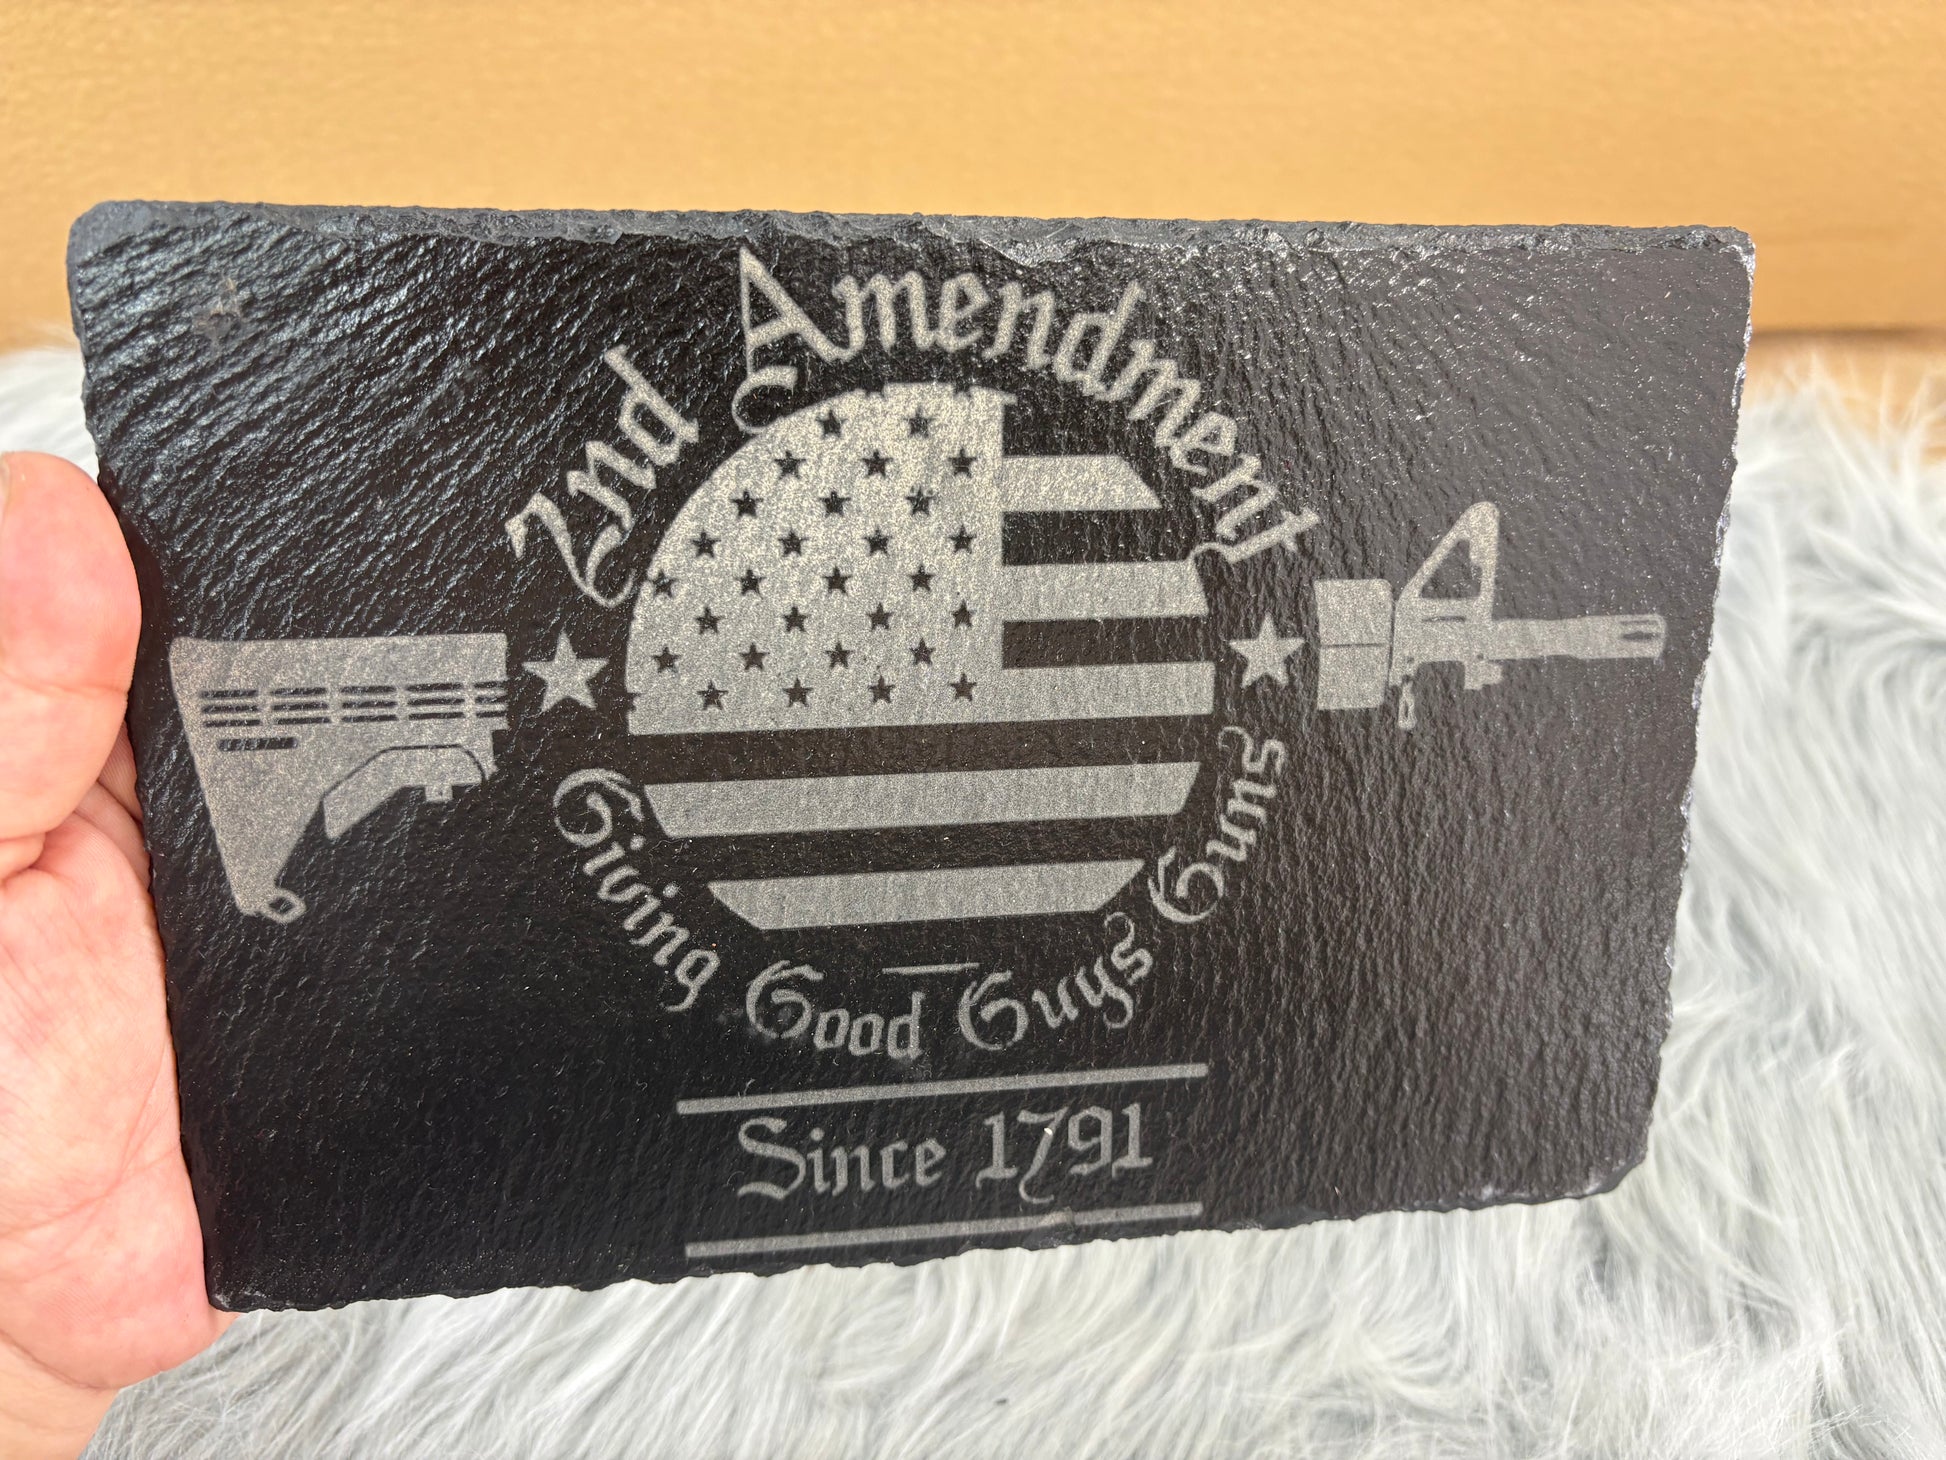 2nd Amendment
Giving Good Guys Guns
Since 1791